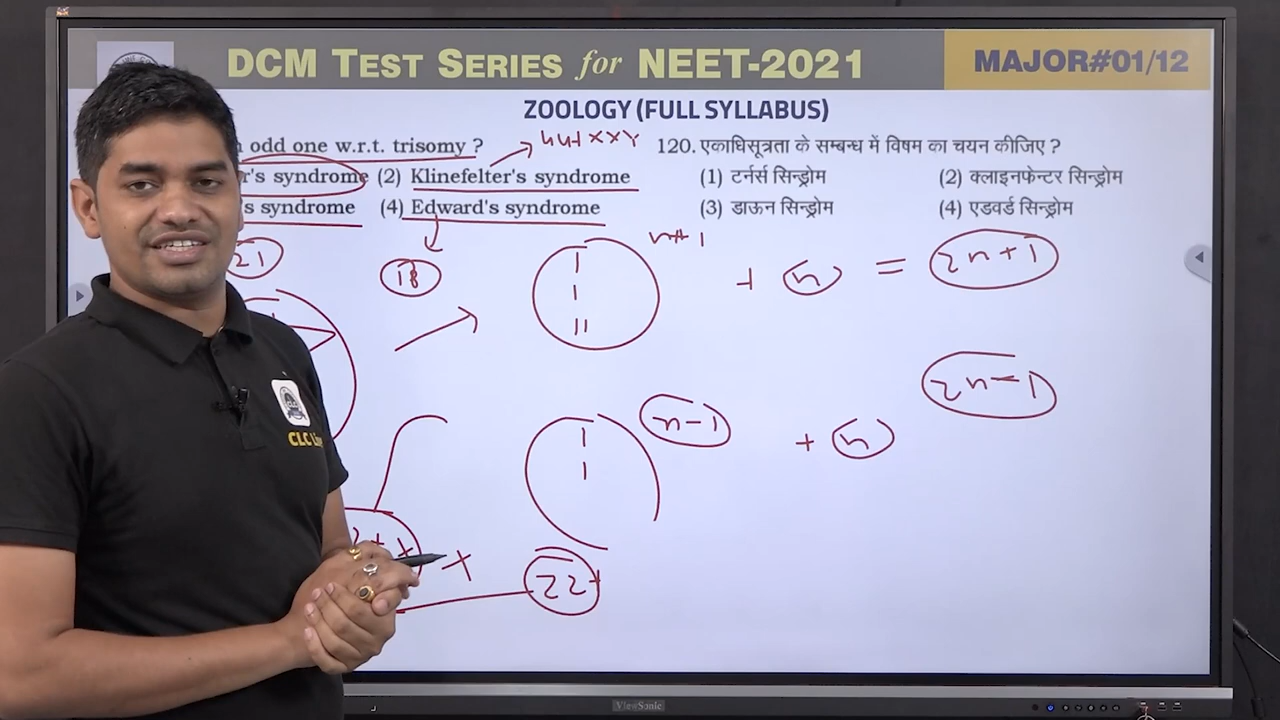 DCM TEST SERIES for NEET-2021
MAJOR#01/12
ZOOLOGY (FULL SYLLABUS)
odd one w.r.t. trisomy ?
44+XXY
120. एकाधिसूत्रता के सम्बन्ध में विषम का चयन कीजिए ?
's syndrome (2) Klinefelter's syndrome
(1) टर्नर्स सिन्ड्रोम (2) क्लाइनफेन्टर सिन्ड्रोम
's syndrome (4) Edward's syndrome
(3) डाऊन सिन्ड्रोम (4) एडवर्ड सिन्ड्रोम
21
18
n+1
+ n = 2n+1
n-1
+ n
2n-1
X
22+
CLC
ViewSonic